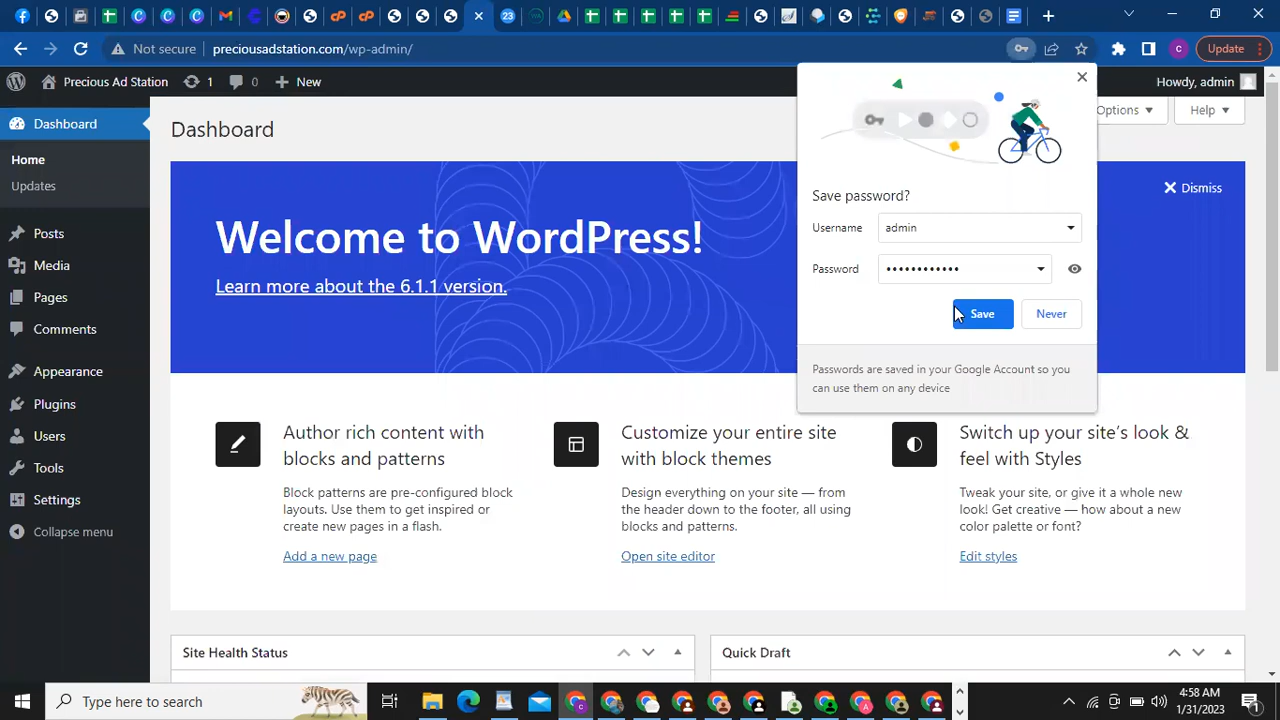 23
Not secure
preciousadstation.com/wp-admin/
C
Update
Precious Ad Station
1
0
New
Howdy, admin
Dashboard
Home
Updates
Posts
Media
Pages
Comments
Appearance
Plugins
Users
Tools
Settings
Collapse menu
Dashboard
Options
Help
Welcome to WordPress!
Learn more about the 6.1.1 version.
Dismiss
Save password?
Username
admin
Password
••••••••••••
Save
Never
Passwords are saved in your Google Account so you
can use them on any device
Author rich content with
blocks and patterns
Block patterns are pre-configured block
layouts. Use them to get inspired or
create new pages in a flash.
Add a new page
Customize your entire site
with block themes
Design everything on your site — from
the header down to the footer, all using
blocks and patterns.
Open site editor
Switch up your site's look &
feel with Styles
Tweak your site, or give it a whole new
look! Get creative — how about a new
color palette or font?
Edit styles
Site Health Status
Quick Draft
Type here to search
4:58 AM
1/31/2023
1